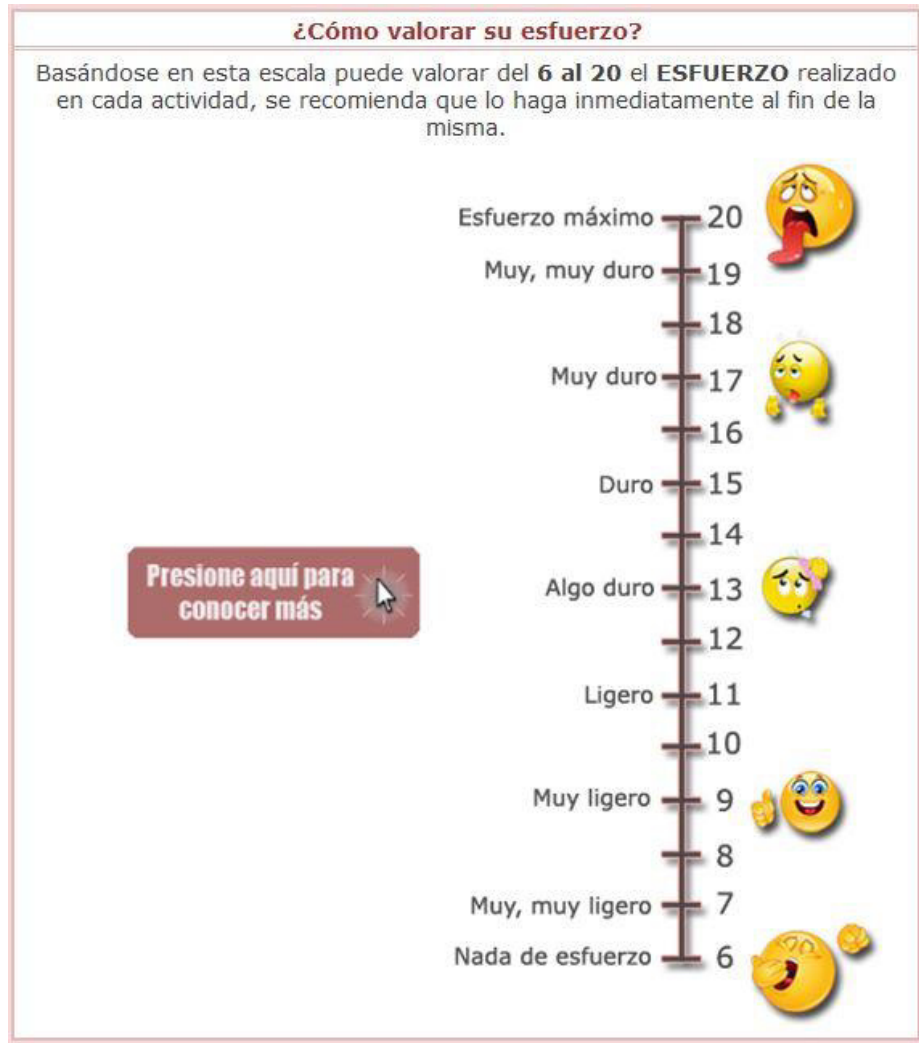 ¿Cómo valorar su esfuerzo?
Basándose en esta escala puede valorar del 6 al 20 el ESFUERZO realizado
en cada actividad, se recomienda que lo haga inmediatamente al fin de la
misma.
Esfuerzo máximo 20
Muy, muy duro 19
18
Muy duro 17
16
Duro 15
14
Algo duro 13
12
Ligero 11
10
Muy ligero 9
8
Muy, muy ligero 7
Nada de esfuerzo 6
Presione aquí para
conocer más